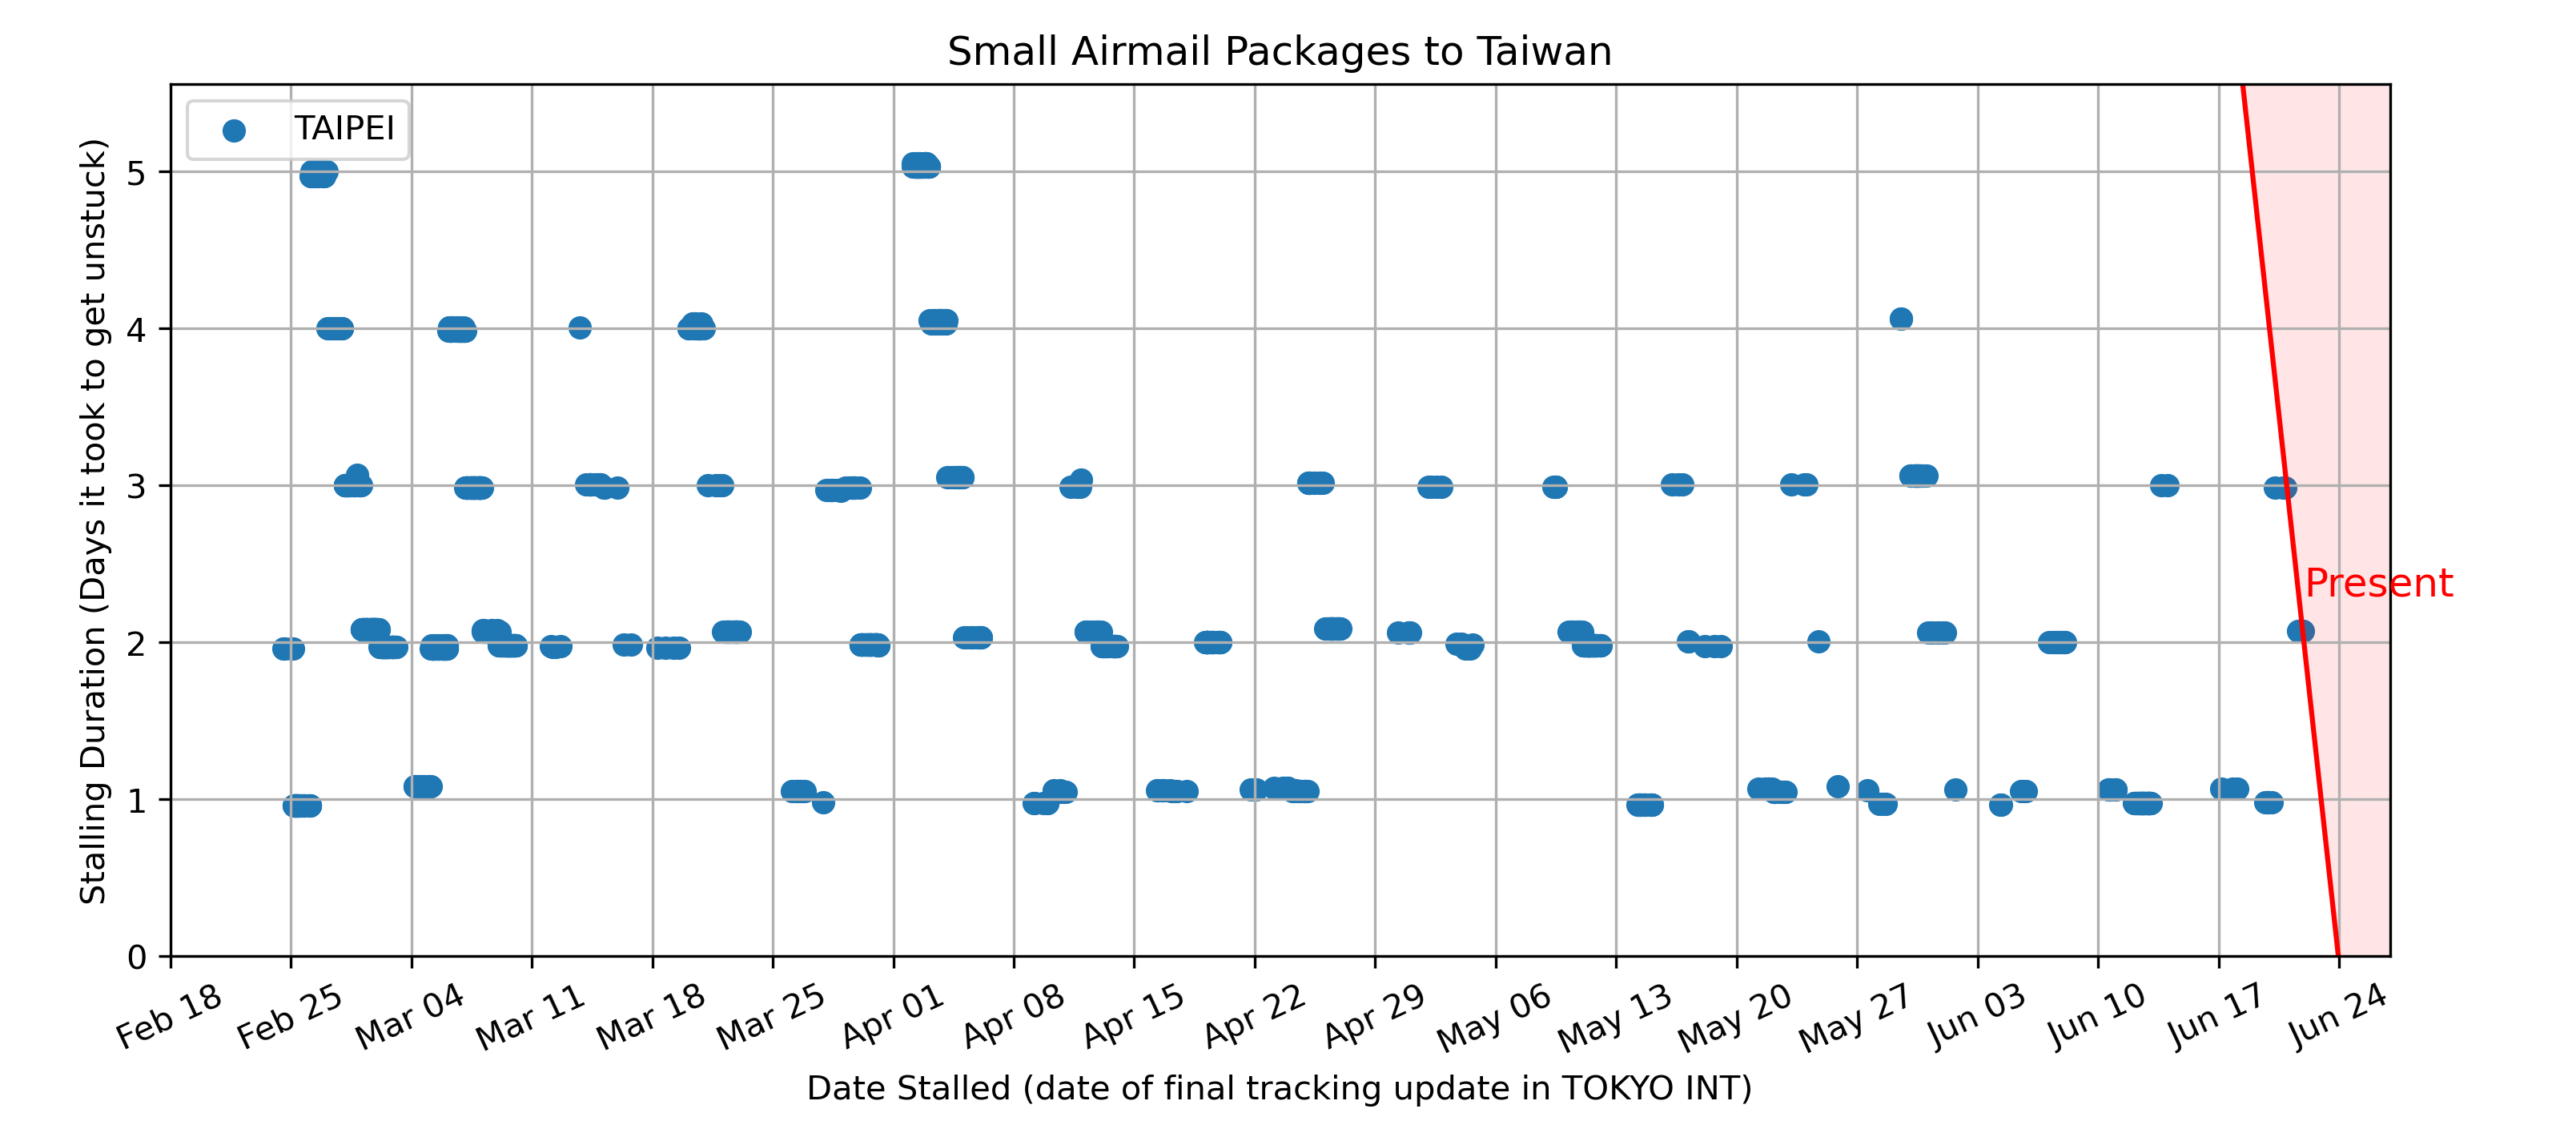 Small Airmail Packages to Taiwan
TAIPEI
Stalling Duration (Days it took to get unstuck)
5
4
3
2
1
0
Present
Feb 18
Feb 25
Mar 04
Mar 11
Mar 18
Mar 25
Apr 01
Apr 08
Apr 15
Apr 22
Apr 29
May 06
May 13
May 20
May 27
Jun 03
Jun 10
Jun 17
Jun 24
Date Stalled (date of final tracking update in TOKYO INT)